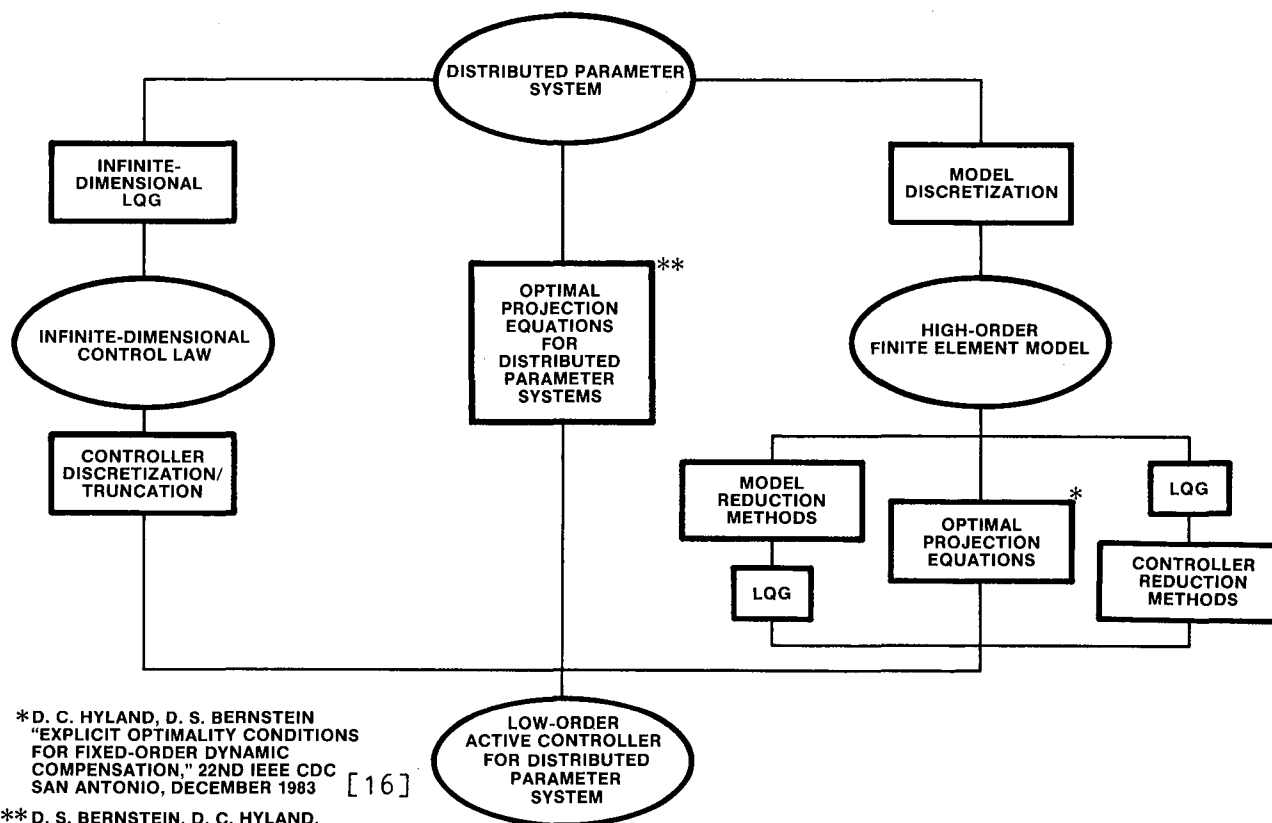 DISTRIBUTED PARAMETER
SYSTEM
INFINITE-
DIMENSIONAL
LQG
MODEL
DISCRETIZATION
**
OPTIMAL
PROJECTION
EQUATIONS
FOR
DISTRIBUTED
PARAMETER
SYSTEMS
INFINITE-DIMENSIONAL
CONTROL LAW
HIGH-ORDER
FINITE ELEMENT MODEL
CONTROLLER
DISCRETIZATION/
TRUNCATION
MODEL
REDUCTION
METHODS
LQG
*
OPTIMAL
PROJECTION
EQUATIONS
LQG
CONTROLLER
REDUCTION
METHODS
*D. C. HYLAND, D. S. BERNSTEIN
"EXPLICIT OPTIMALITY CONDITIONS
FOR FIXED-ORDER DYNAMIC
COMPENSATION," 22ND IEEE CDC
SAN ANTONIO, DECEMBER 1983 [16]
LOW-ORDER
ACTIVE CONTROLLER
FOR DISTRIBUTED
PARAMETER
SYSTEM
**D. S. BERNSTEIN, D. C. HYLAND,